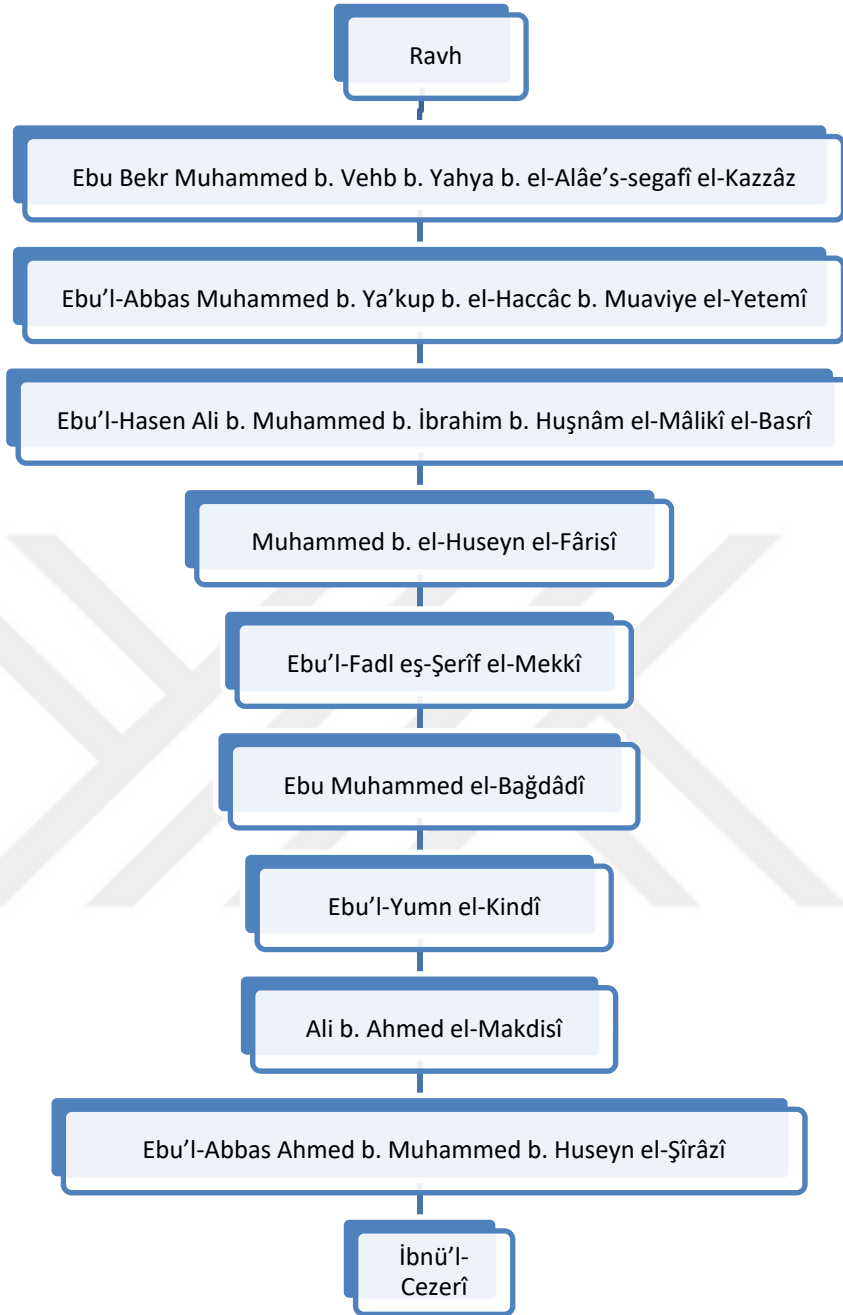 Ravh
Ebu Bekr Muhammed b. Vehb b. Yahya b. el-Alâe’s-segafî el-Kazzâz
Ebu’l-Abbas Muhammed b. Ya’kup b. el-Haccâc b. Muaviye el-Yetemî
Ebu’l-Hasen Ali b. Muhammed b. İbrahim b. Huşnâm el-Mâlikî el-Basrî
Muhammed b. el-Huseyn el-Fârisî
Ebu’l-Fadl eş-Şerîf el-Mekkî
Ebu Muhammed el-Bağdâdî
Ebu’l-Yumn el-Kindî
Ali b. Ahmed el-Makdisî
Ebu’l-Abbas Ahmed b. Muhammed b. Huseyn el-Şîrâzî
İbnü’l-
Cezerî